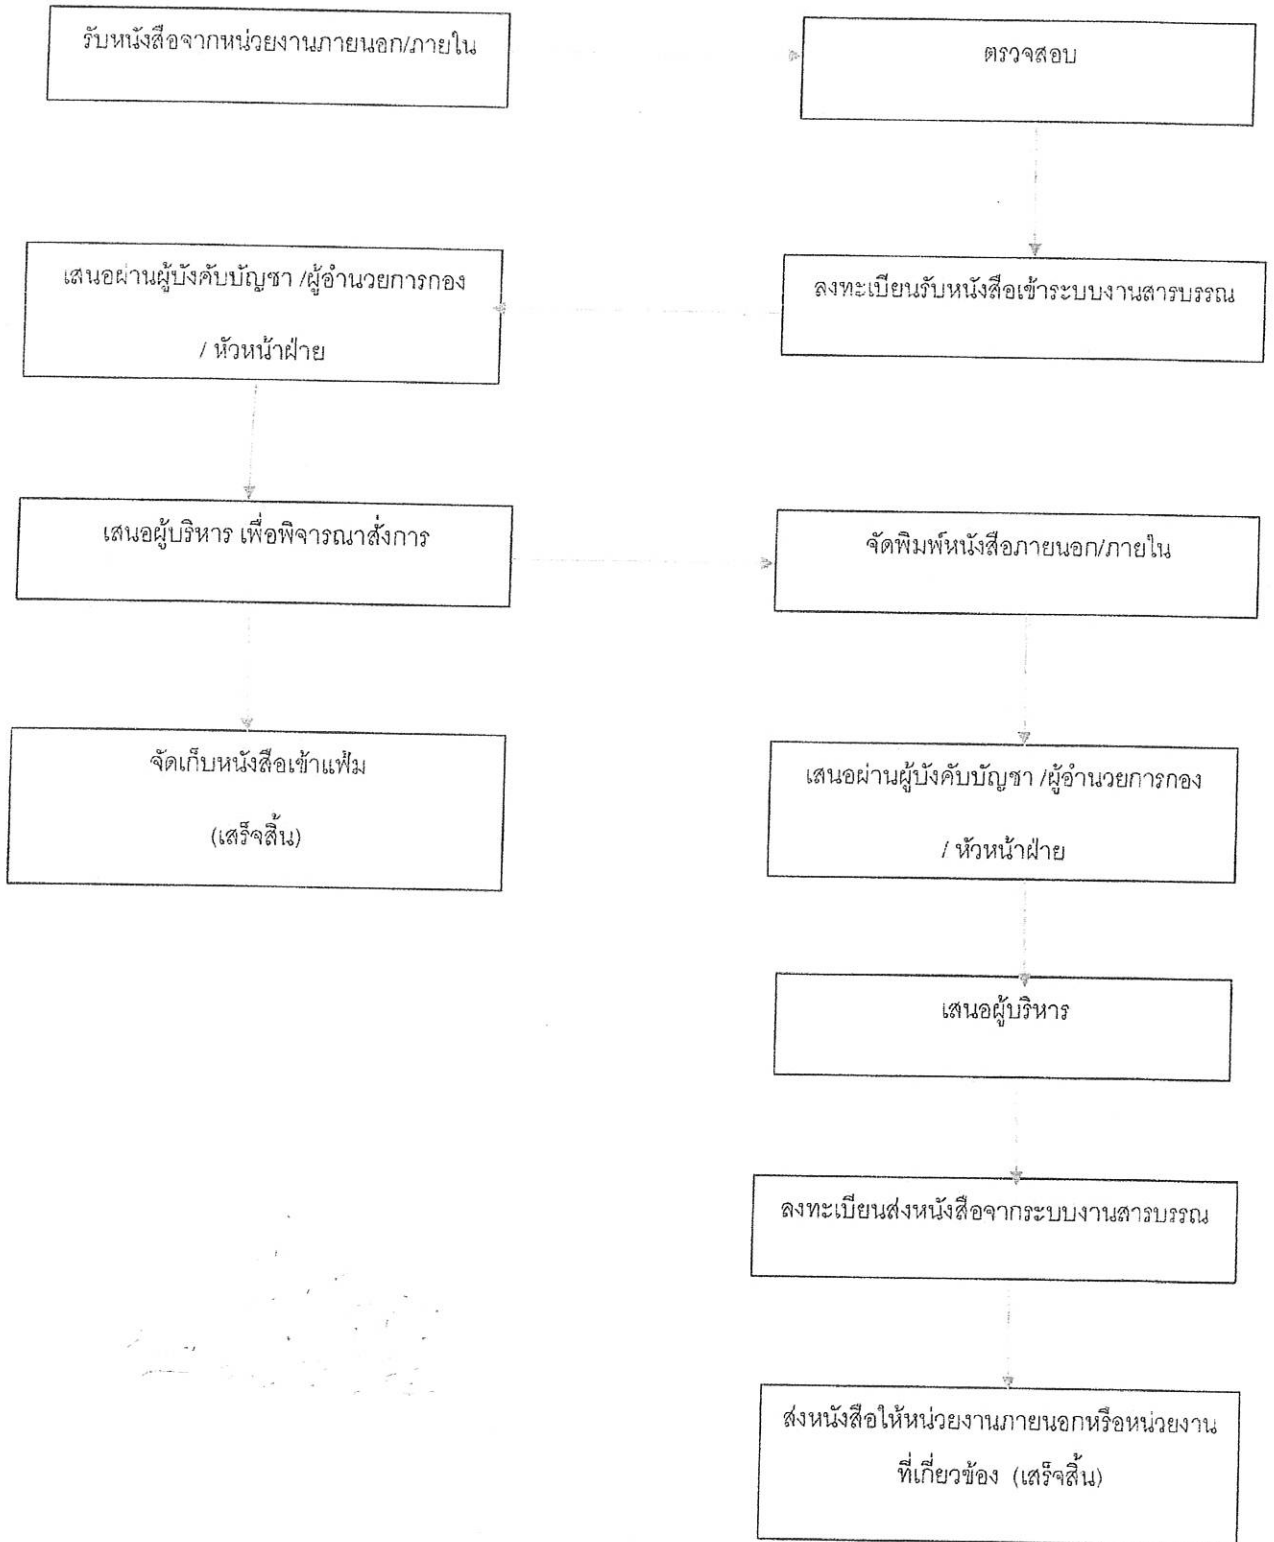 รับหนังสือจากหน่วยงานภายนอก/ภายใน
ตรวจสอบ
ลงทะเบียนรับหนังสือเข้าระบบงานสารบรรณ
เสนอผ่านผู้บังคับบัญชา /ผู้อำนวยการกอง
/ หัวหน้าฝ่าย
เสนอผู้บริหาร เพื่อพิจารณาสั่งการ
จัดเก็บหนังสือเข้าแฟ้ม
(เสร็จสิ้น)
จัดพิมพ์หนังสือภายนอก/ภายใน
เสนอผ่านผู้บังคับบัญชา /ผู้อำนวยการกอง
/ หัวหน้าฝ่าย
เสนอผู้บริหาร
ลงทะเบียนส่งหนังสือจากระบบงานสารบรรณ
ส่งหนังสือให้หน่วยงานภายนอกหรือหน่วยงาน
ที่เกี่ยวข้อง (เสร็จสิ้น)